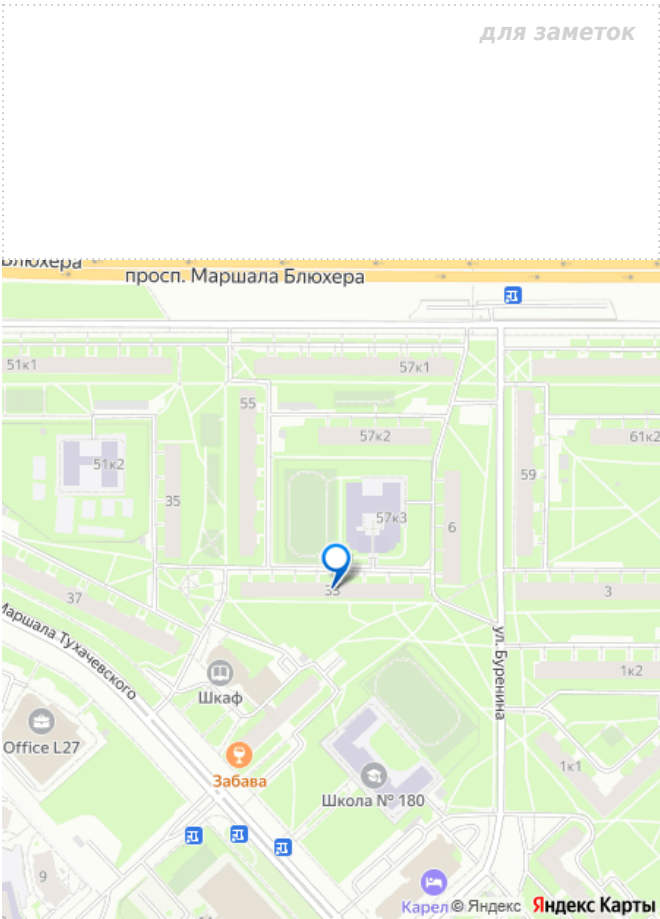 для заметок
Блюхера
просп. Маршала Блюхера
51к1
57к1
55
57к2
61к2
51к2
35
59
57к3
6
33
37
3
Маршала Тухачевского
ул. Буренина
1к2
Шкаф
Office L27
Забава
1к1
Школа № 180
9
Карел
© Яндекс Яндекс Карты